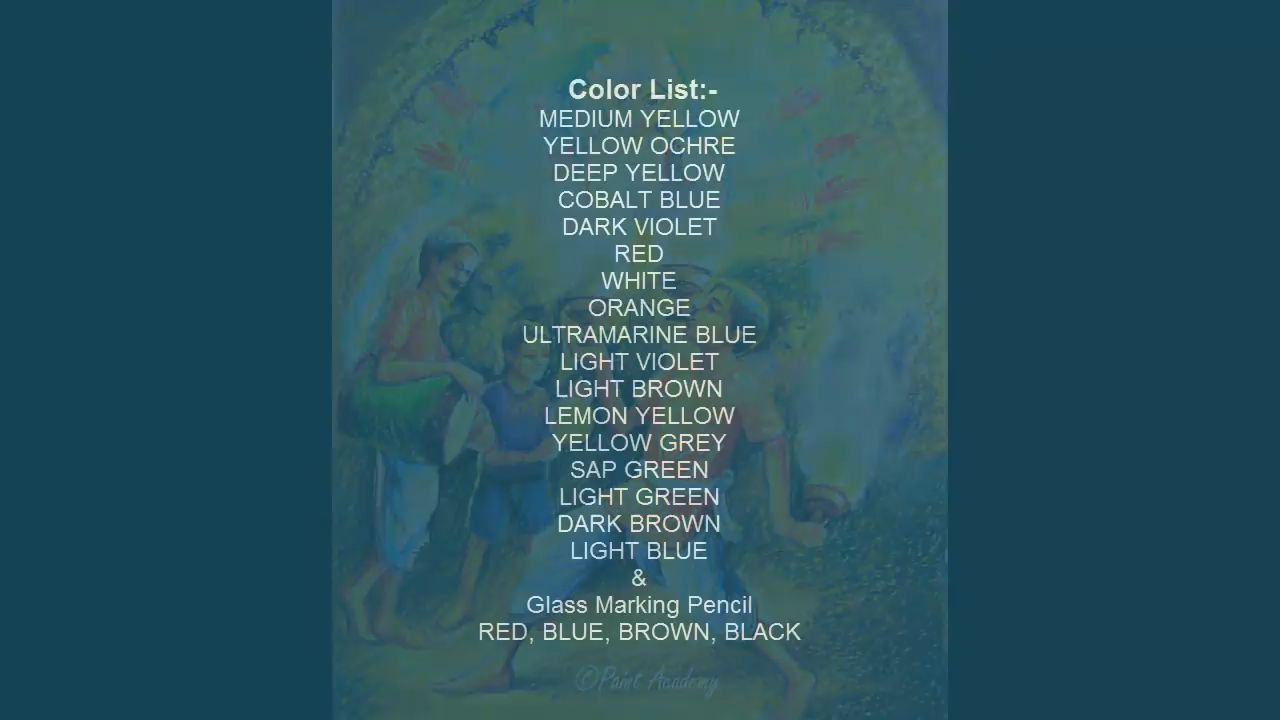 Color List:-
MEDIUM YELLOW
YELLOW OCHRE
DEEP YELLOW
COBALT BLUE
DARK VIOLET
RED
WHITE
ORANGE
ULTRAMARINE BLUE
LIGHT VIOLET
LIGHT BROWN
LEMON YELLOW
YELLOW GREY
SAP GREEN
LIGHT GREEN
DARK BROWN
LIGHT BLUE
&
Glass Marking Pencil
RED, BLUE, BROWN, BLACK
©Paint Academy